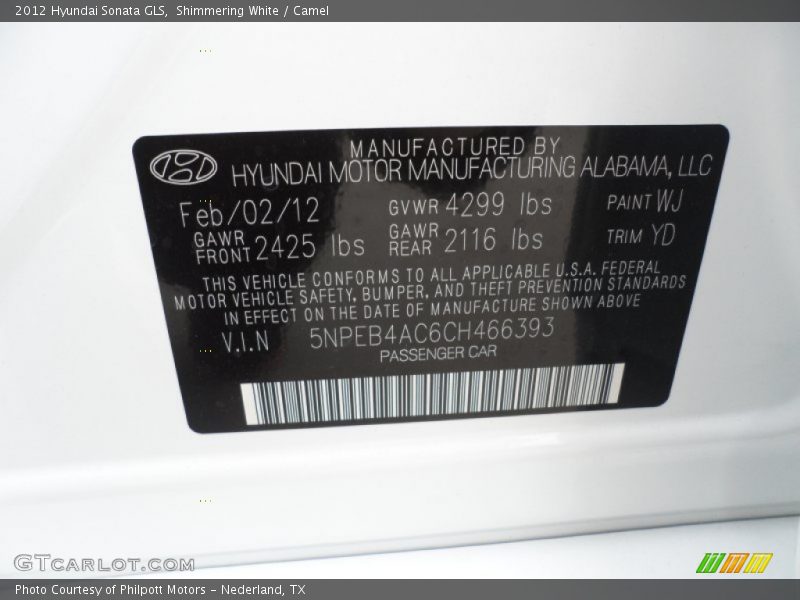 2012 Hyundai Sonata GLS, Shimmering White / Camel
MANUFACTURED BY
HYUNDAI MOTOR MANUFACTURING ALABAMA, LLC
Feb/02/12 GVWR 4299 lbs PAINT WJ
GAWR FRONT 2425 lbs GAWR REAR 2116 lbs TRIM YD
THIS VEHICLE CONFORMS TO ALL APPLICABLE U.S.A. FEDERAL
MOTOR VEHICLE SAFETY, BUMPER, AND THEFT PREVENTION STANDARDS
IN EFFECT ON THE DATE OF MANUFACTURE SHOWN ABOVE
V.I.N 5NPEB4AC6CH466393
PASSENGER CAR
GTCARLOT.COM
Photo Courtesy of Philpott Motors - Nederland, TX